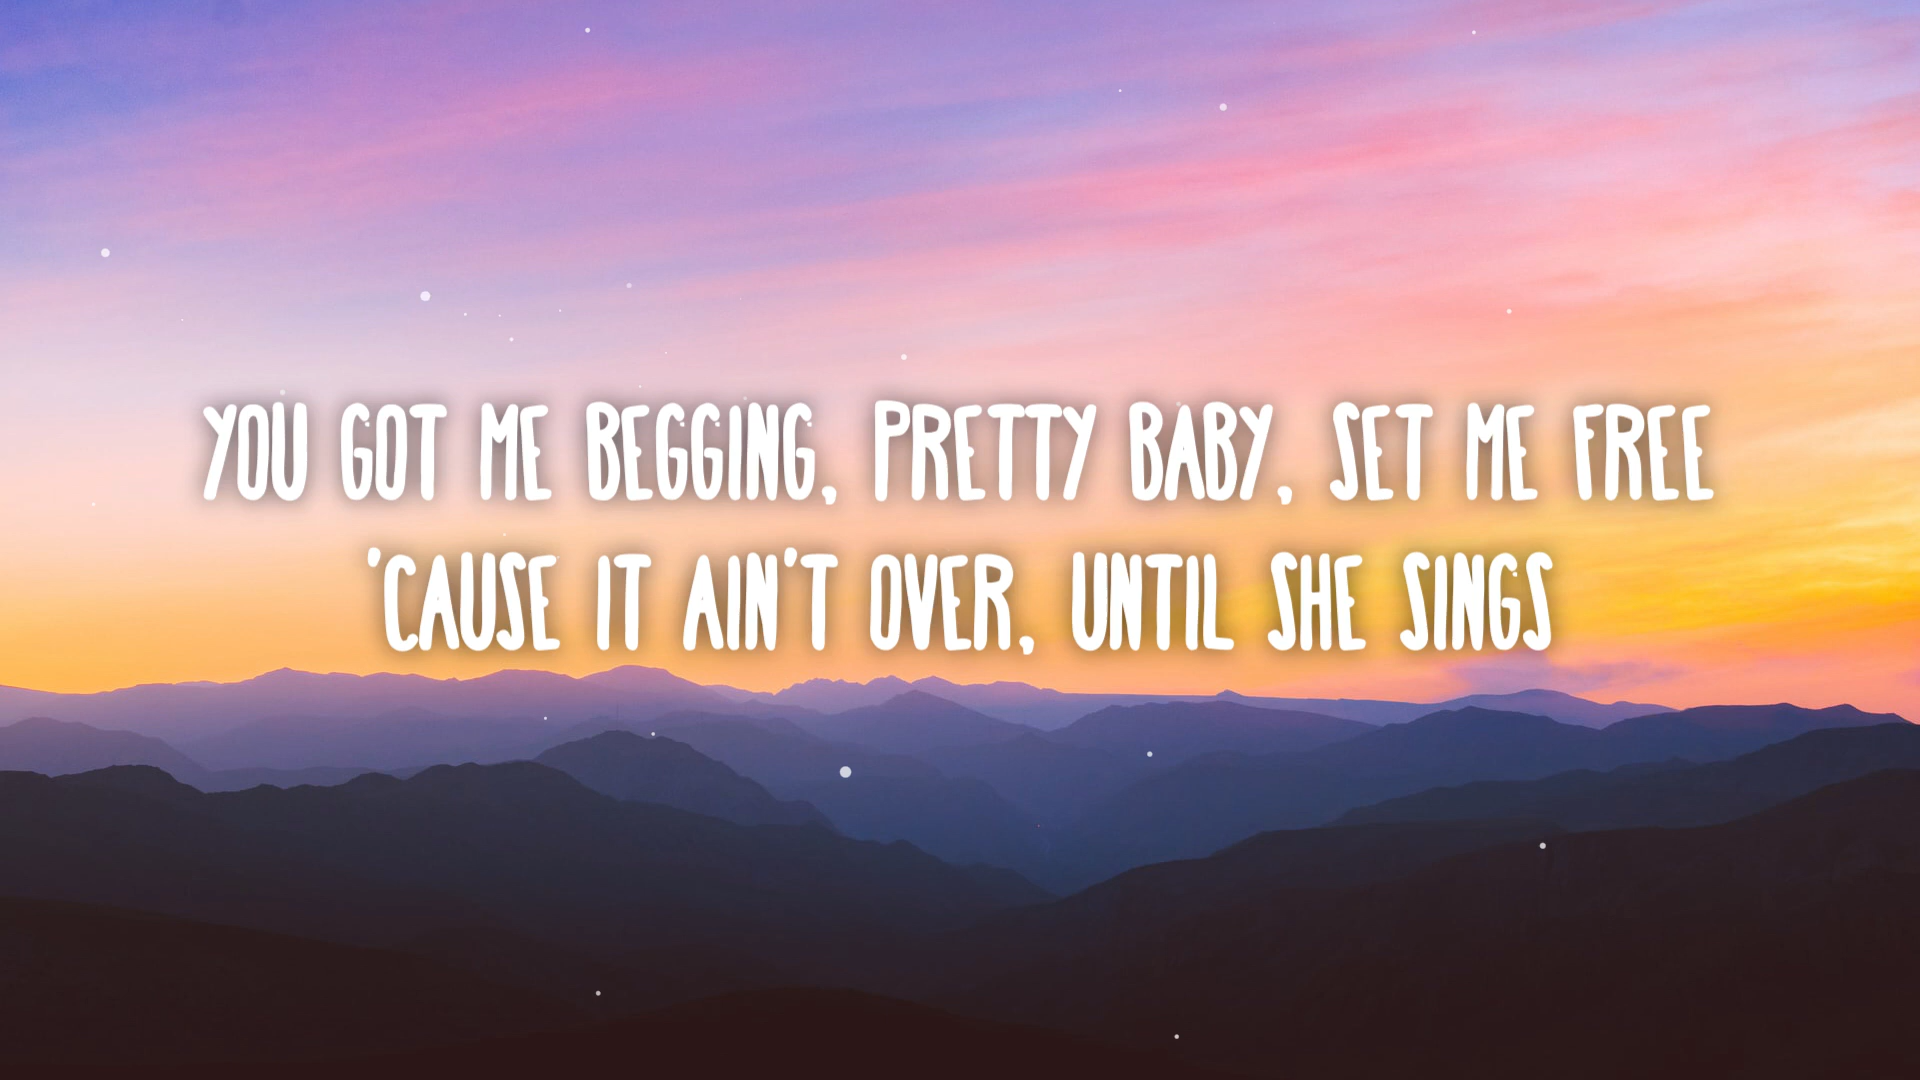 YOU GOT ME BEGGING, PRETTY BABY, SET ME FREE
'CAUSE IT AIN'T OVER, UNTIL SHE SINGS